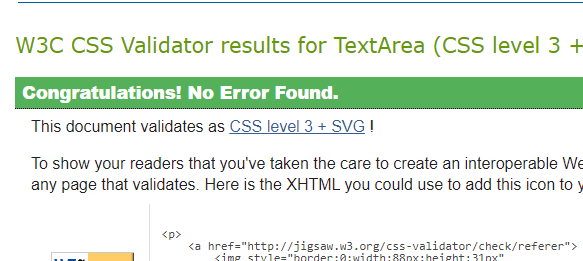 W3C CSS Validator results for TextArea (CSS level 3 +
Congratulations! No Error Found.
This document validates as CSS level 3 + SVG !
To show your readers that you've taken the care to create an interoperable We
any page that validates. Here is the XHTML you could use to add this icon to y
<p>
<a href="http://jigsaw.w3.org/css-validator/check/referer">
<img style="border:0;width:88px;height:31px"